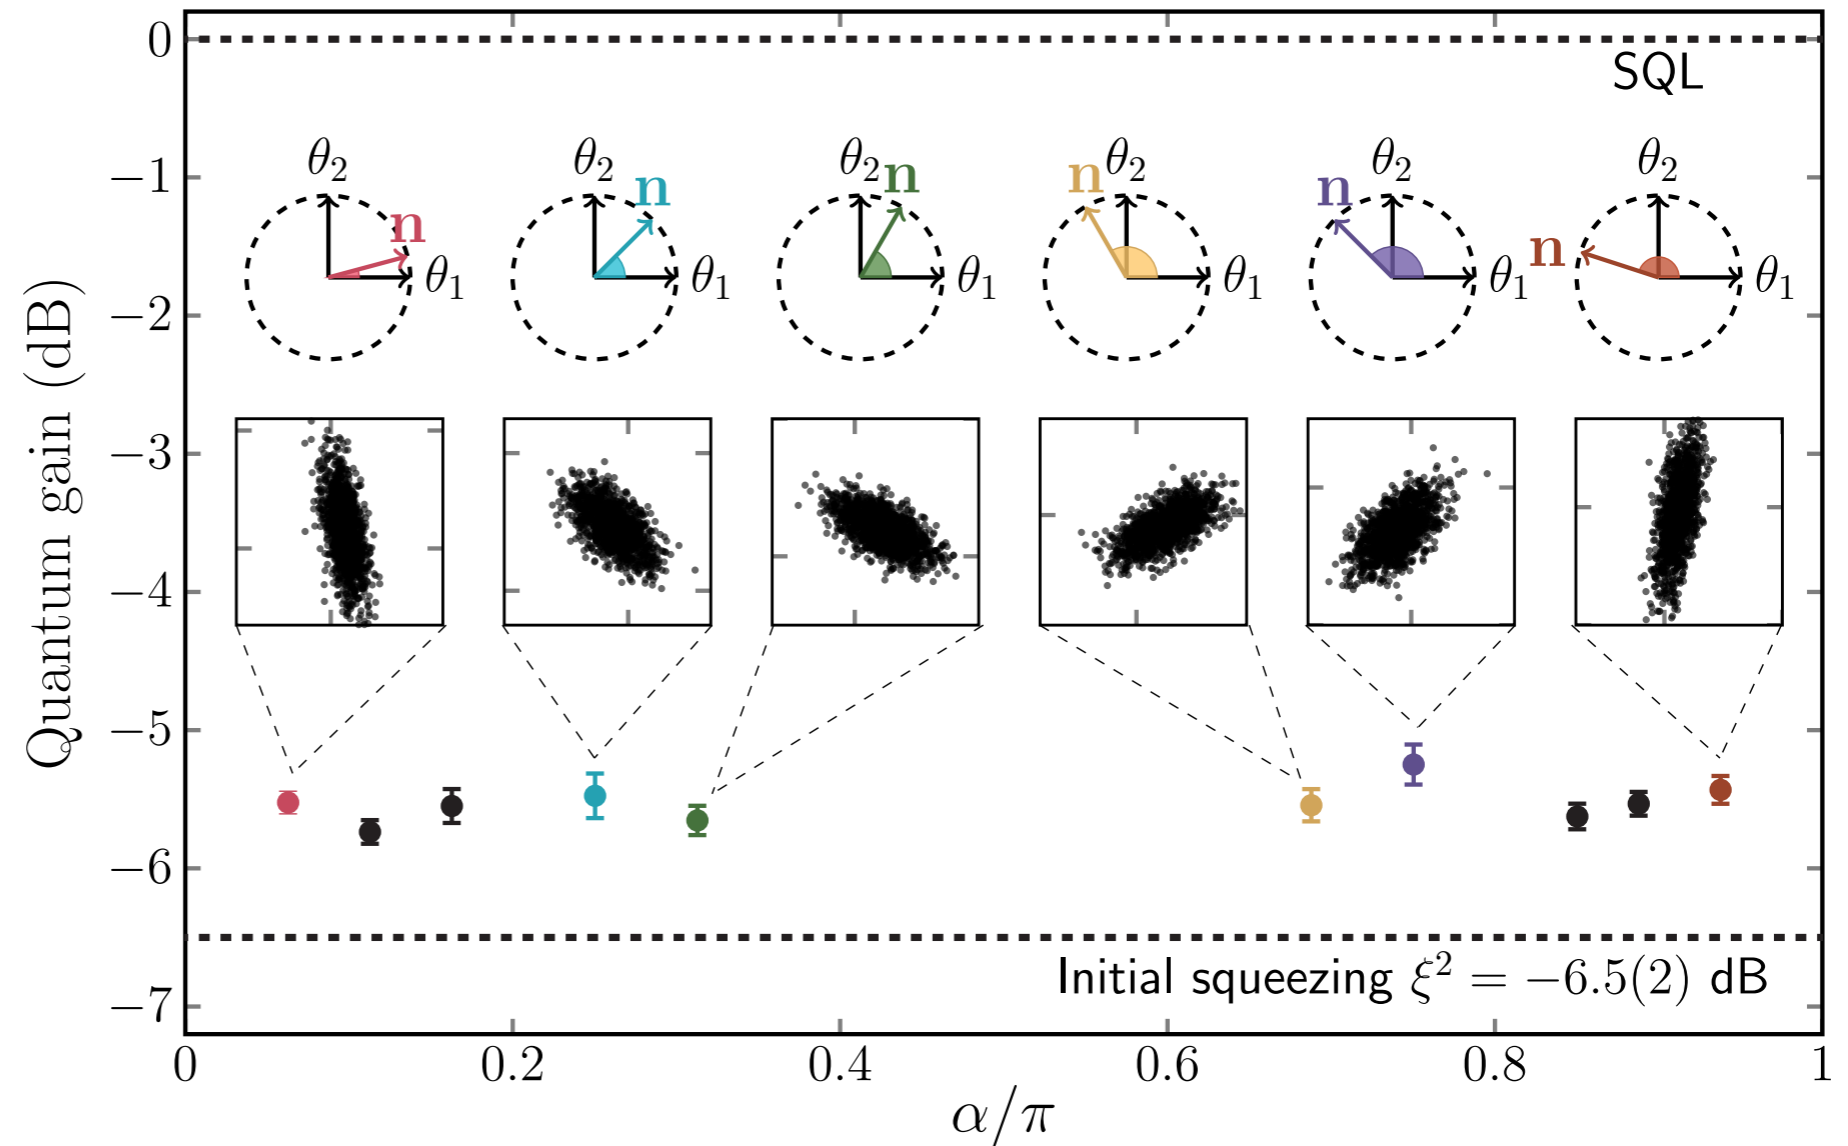 0
SQL
−1
−2
−3
−4
−5
−6
−7
Quantum gain (dB)
θ₂ n θ₁
θ₂ n θ₁
θ₂ n θ₁
n θ₂ θ₁
n θ₂ θ₁
n θ₂ θ₁
Initial squeezing ξ² = −6.5(2) dB
0 0.2 0.4 0.6 0.8 1
α/π